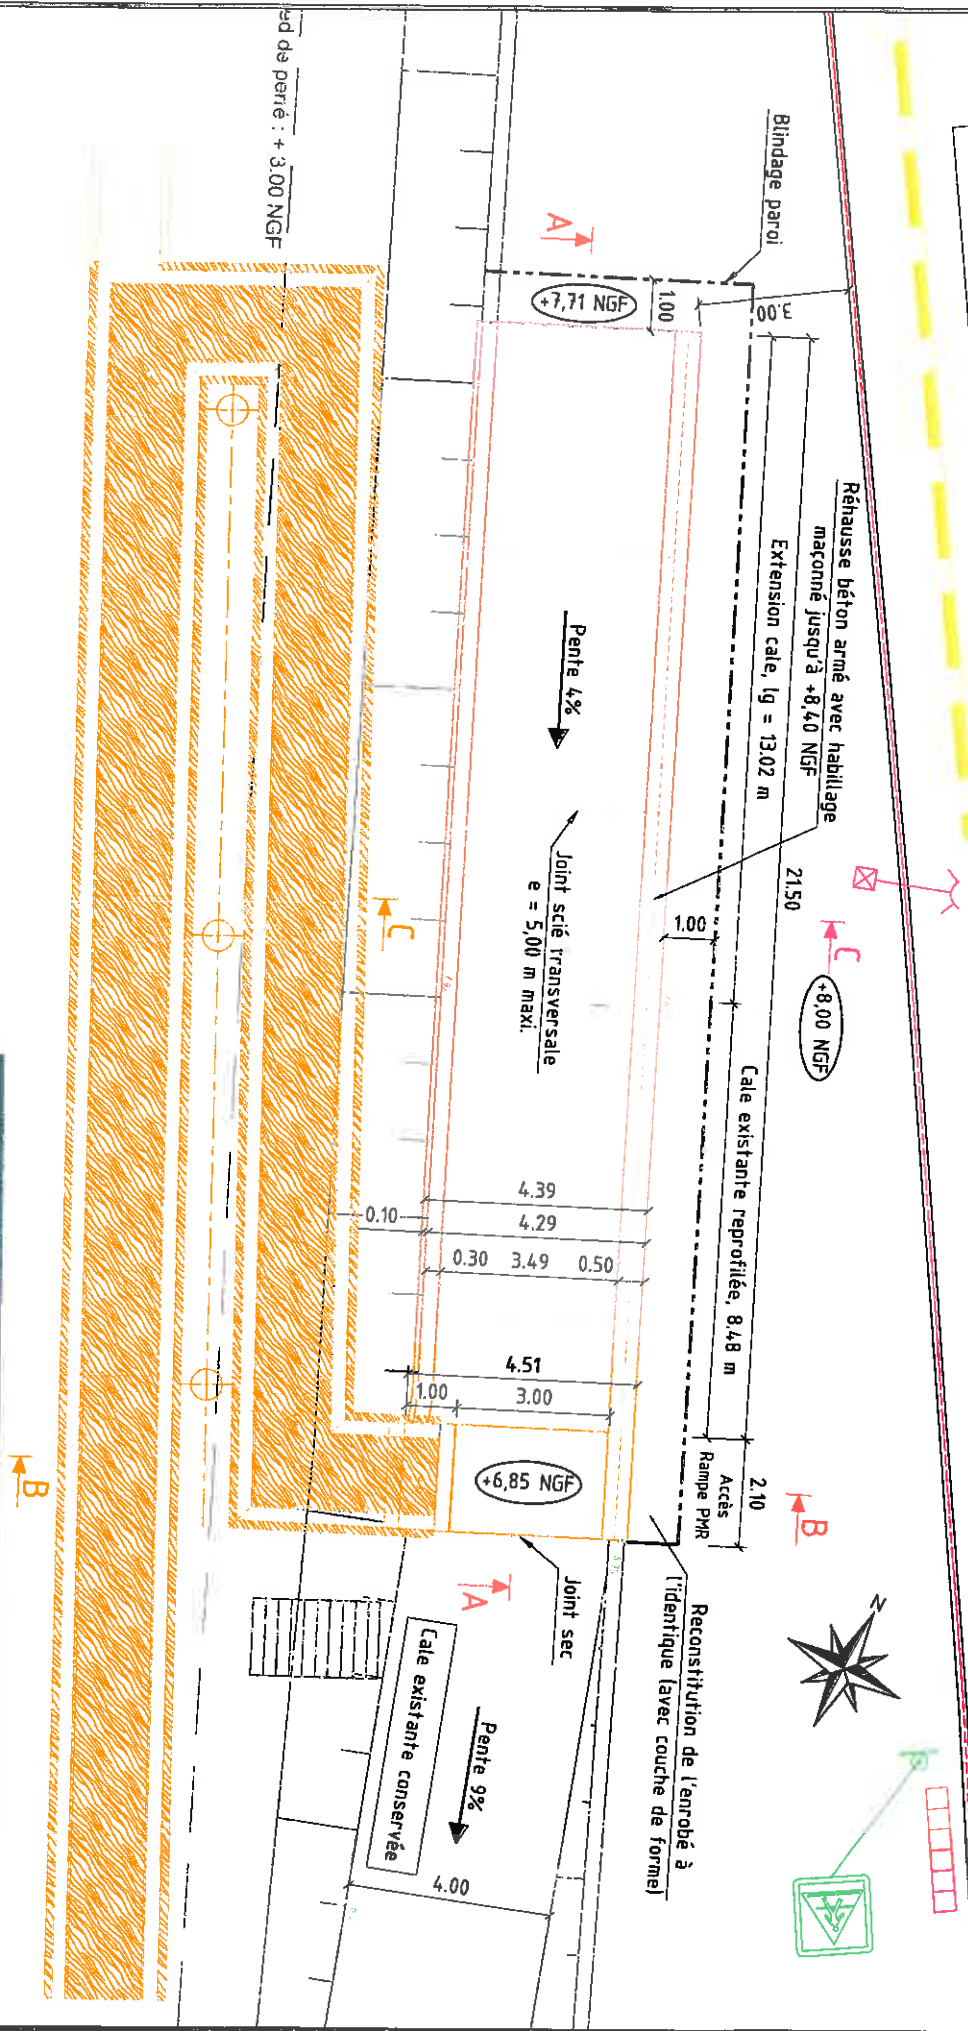 de perré : + 3.00 NGF
Blindage paroi
A
+7,71 NGF
1.00
3.00
Réhausse béton armé avec habillage
maçonné jusqu'à +8,40 NGF
Extension cale, lg = 13.02 m
21.50
Pente 4%
Joint scié transversale
e = 5,00 m maxi.
1.00
C
C
+8,00 NGF
Cale existante reprofilée, 8.48 m
4.39
4.29
0.10
0.30
3.49
0.50
4.51
1.00
3.00
+6,85 NGF
2.10
Accès
Rampe PMR
B
B
A
Joint sec
Reconstitution de l'enrobé à
l'identique (avec couche de forme)
Cale existante conservée
Pente 9%
4.00
N